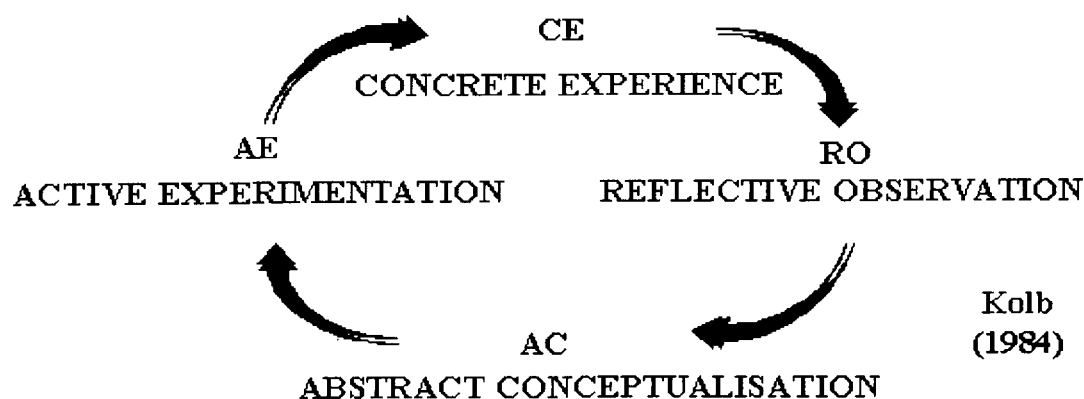 CE
CONCRETE EXPERIENCE
AE
ACTIVE EXPERIMENTATION
RO
REFLECTIVE OBSERVATION
Kolb
(1984)
AC
ABSTRACT CONCEPTUALISATION